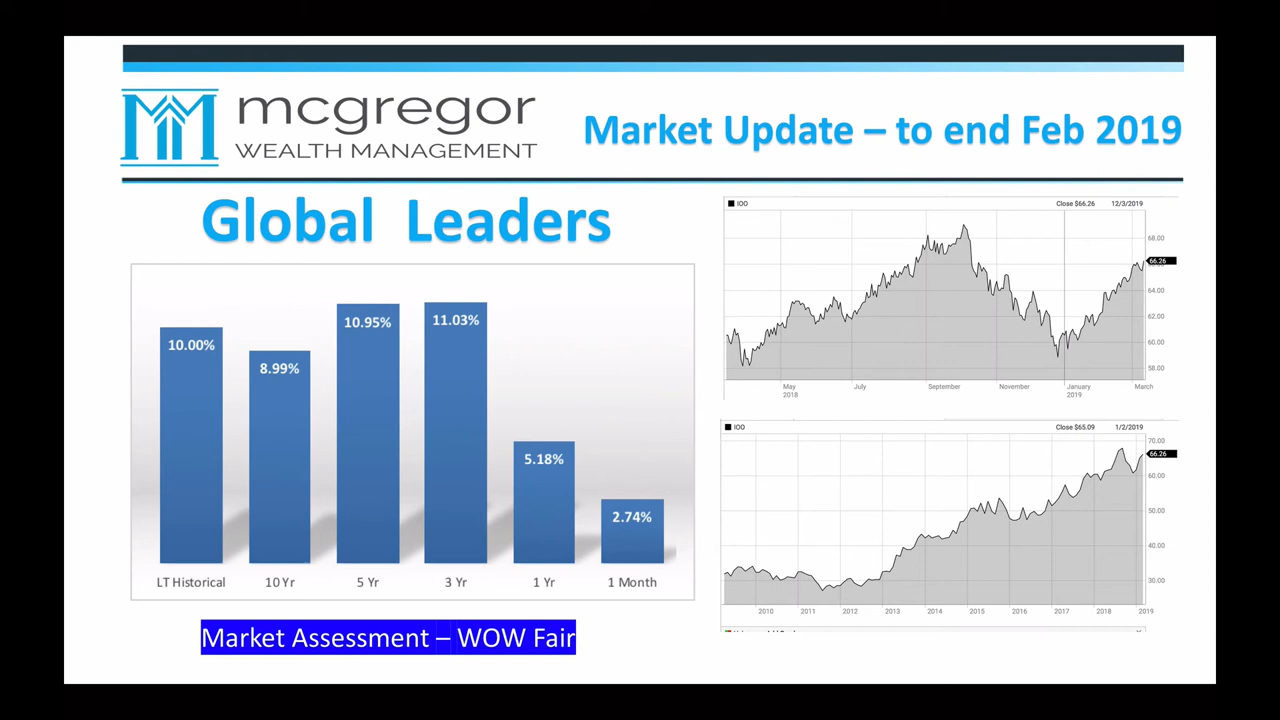 mcgregor
WEALTH MANAGEMENT
Market Update – to end Feb 2019
Global Leaders
10.00%
8.99%
10.95%
11.03%
5.18%
2.74%
LT Historical
10 Yr
5 Yr
3 Yr
1 Yr
1 Month
Market Assessment – WOW Fair
IOO
Close $66.26
12/3/2019
68.00
66.26
64.00
62.00
60.00
58.00
May
2018
July
September
November
January
2019
March
IOO
Close $65.09
1/2/2019
70.00
66.26
60.00
50.00
40.00
30.00
2010
2011
2012
2013
2014
2015
2016
2017
2018
2019